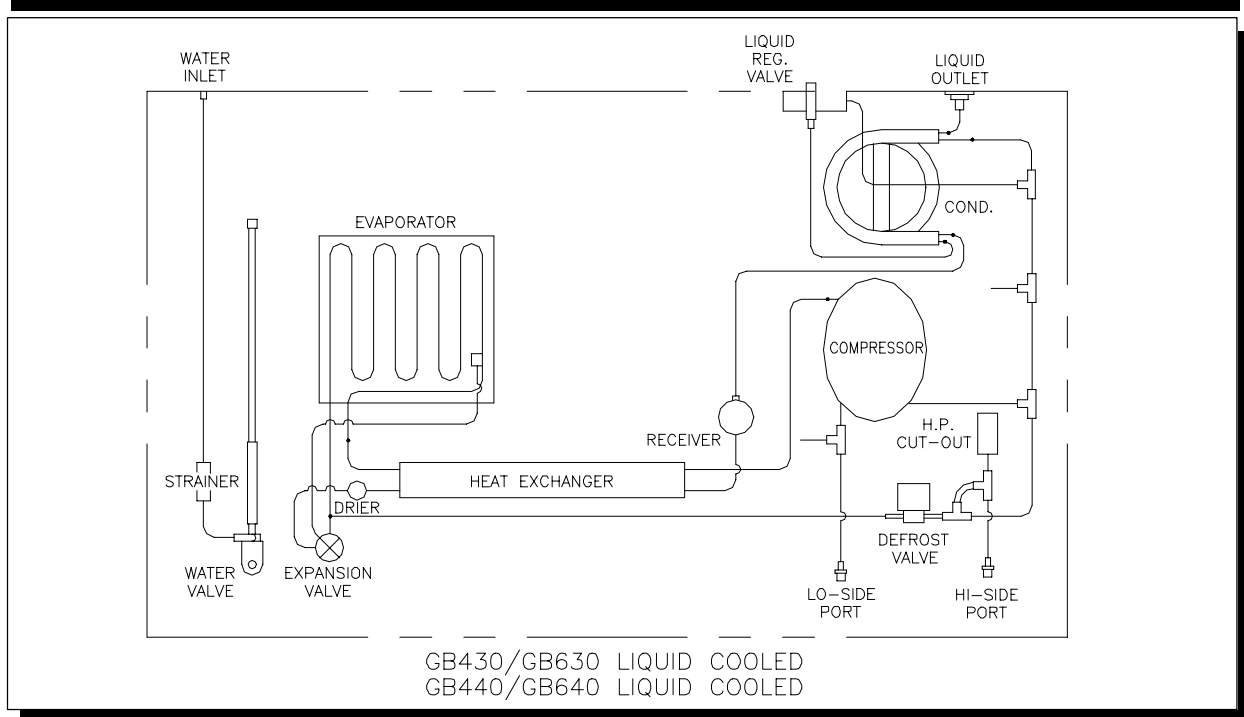 WATER
INLET
LIQUID
REG.
VALVE
LIQUID
OUTLET
EVAPORATOR
COND.
COMPRESSOR
RECEIVER
H.P.
CUT-OUT
STRAINER
HEAT EXCHANGER
DRIER
DEFROST
VALVE
WATER
VALVE
EXPANSION
VALVE
LO-SIDE
PORT
HI-SIDE
PORT
GB430/GB630 LIQUID COOLED
GB440/GB640 LIQUID COOLED